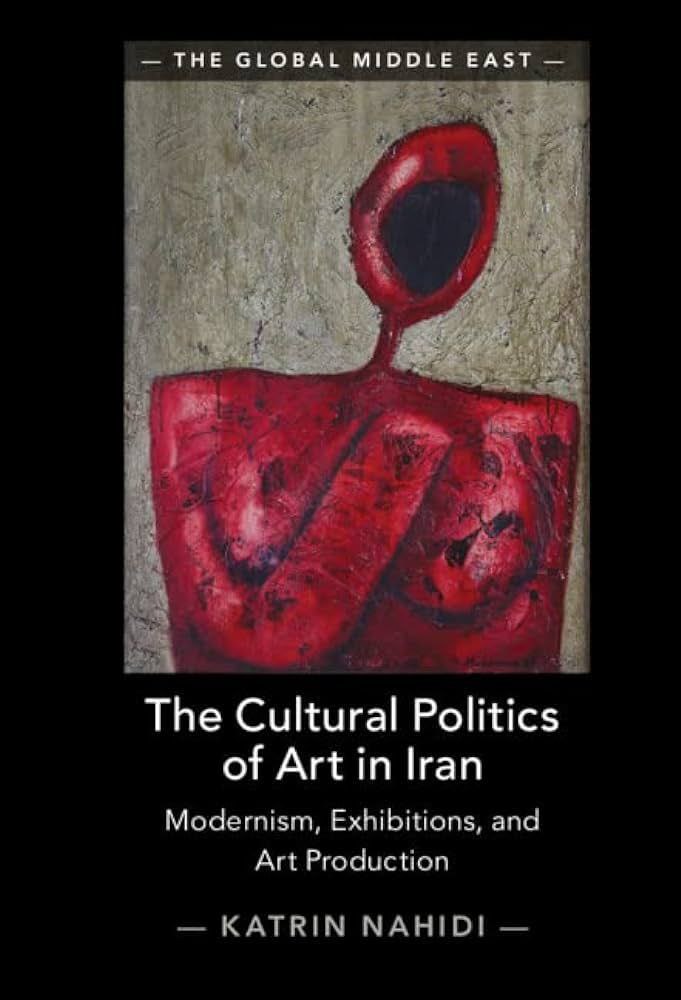 — THE GLOBAL MIDDLE EAST —
The Cultural Politics
of Art in Iran
Modernism, Exhibitions, and
Art Production
— KATRIN NAHIDI —